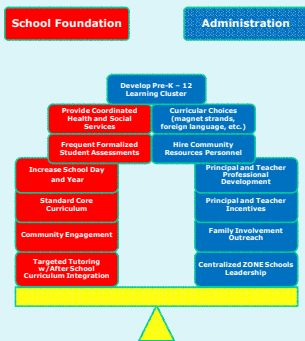 School Foundation
Administration
Develop Pre-K – 12
Learning Cluster
Provide Coordinated
Health and Social
Services
Curricular Choices
(magnet strands,
foreign language, etc.)
Frequent Formalized
Student Assessments
Hire Community
Resources Personnel
Increase School Day
and Year
Principal and Teacher
Professional
Development
Standard Core
Curriculum
Principal and Teacher
Incentives
Community Engagement
Family Involvement
Outreach
Targeted Tutoring
w/After School
Curriculum Integration
Centralized ZONE Schools
Leadership